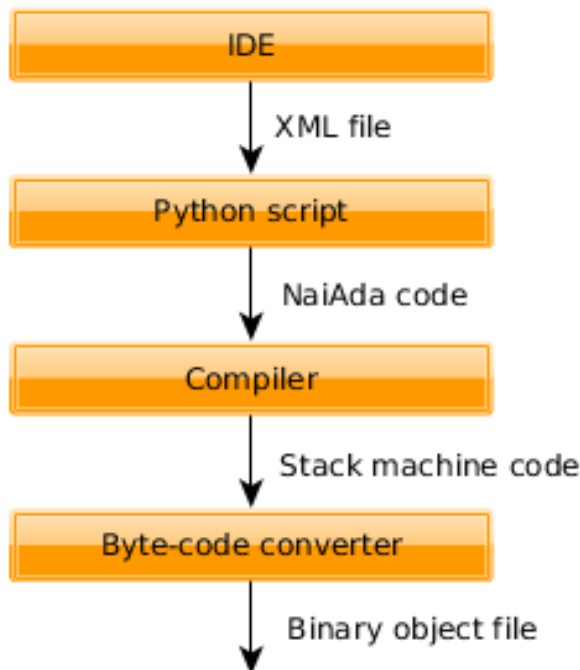 IDE
XML file
Python script
NaiAda code
Compiler
Stack machine code
Byte-code converter
Binary object file